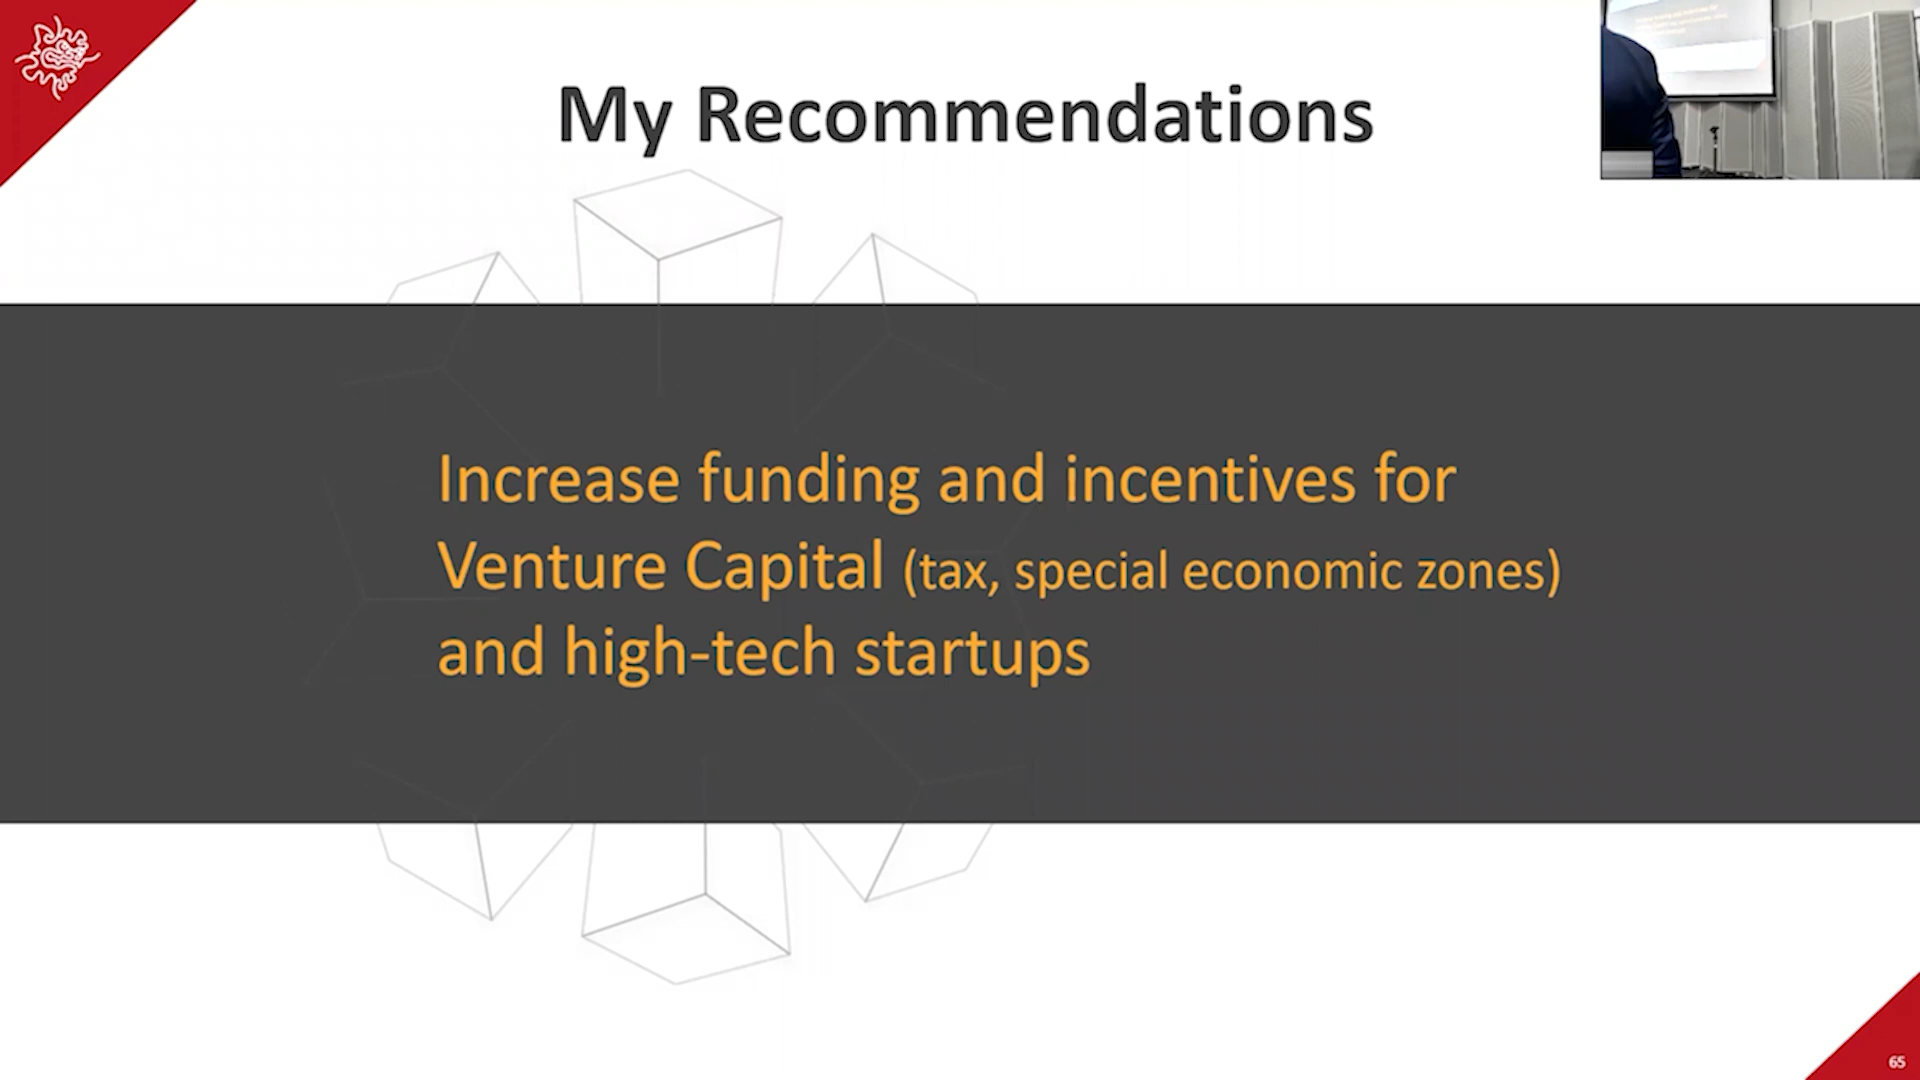 My Recommendations
Increase funding and incentives for
Venture Capital (tax, special economic zones)
and high-tech startups
65